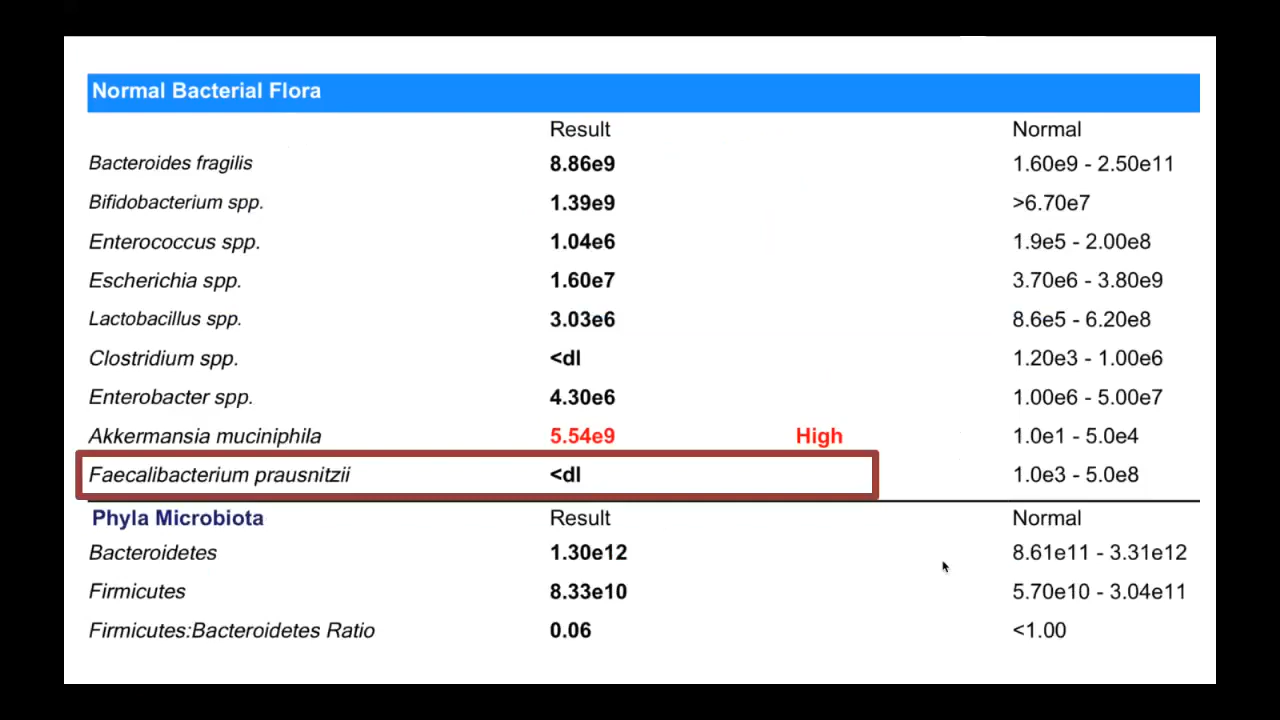 Normal Bacterial Flora
Result Normal
Bacteroides fragilis 8.86e9 1.60e9 - 2.50e11
Bifidobacterium spp. 1.39e9 >6.70e7
Enterococcus spp. 1.04e6 1.9e5 - 2.00e8
Escherichia spp. 1.60e7 3.70e6 - 3.80e9
Lactobacillus spp. 3.03e6 8.6e5 - 6.20e8
Clostridium spp. <dl 1.20e3 - 1.00e6
Enterobacter spp. 4.30e6 1.00e6 - 5.00e7
Akkermansia muciniphila 5.54e9 High 1.0e1 - 5.0e4
Faecalibacterium prausnitzii <dl 1.0e3 - 5.0e8
Phyla Microbiota Result Normal
Bacteroidetes 1.30e12 8.61e11 - 3.31e12
Firmicutes 8.33e10 5.70e10 - 3.04e11
Firmicutes:Bacteroidetes Ratio 0.06 <1.00